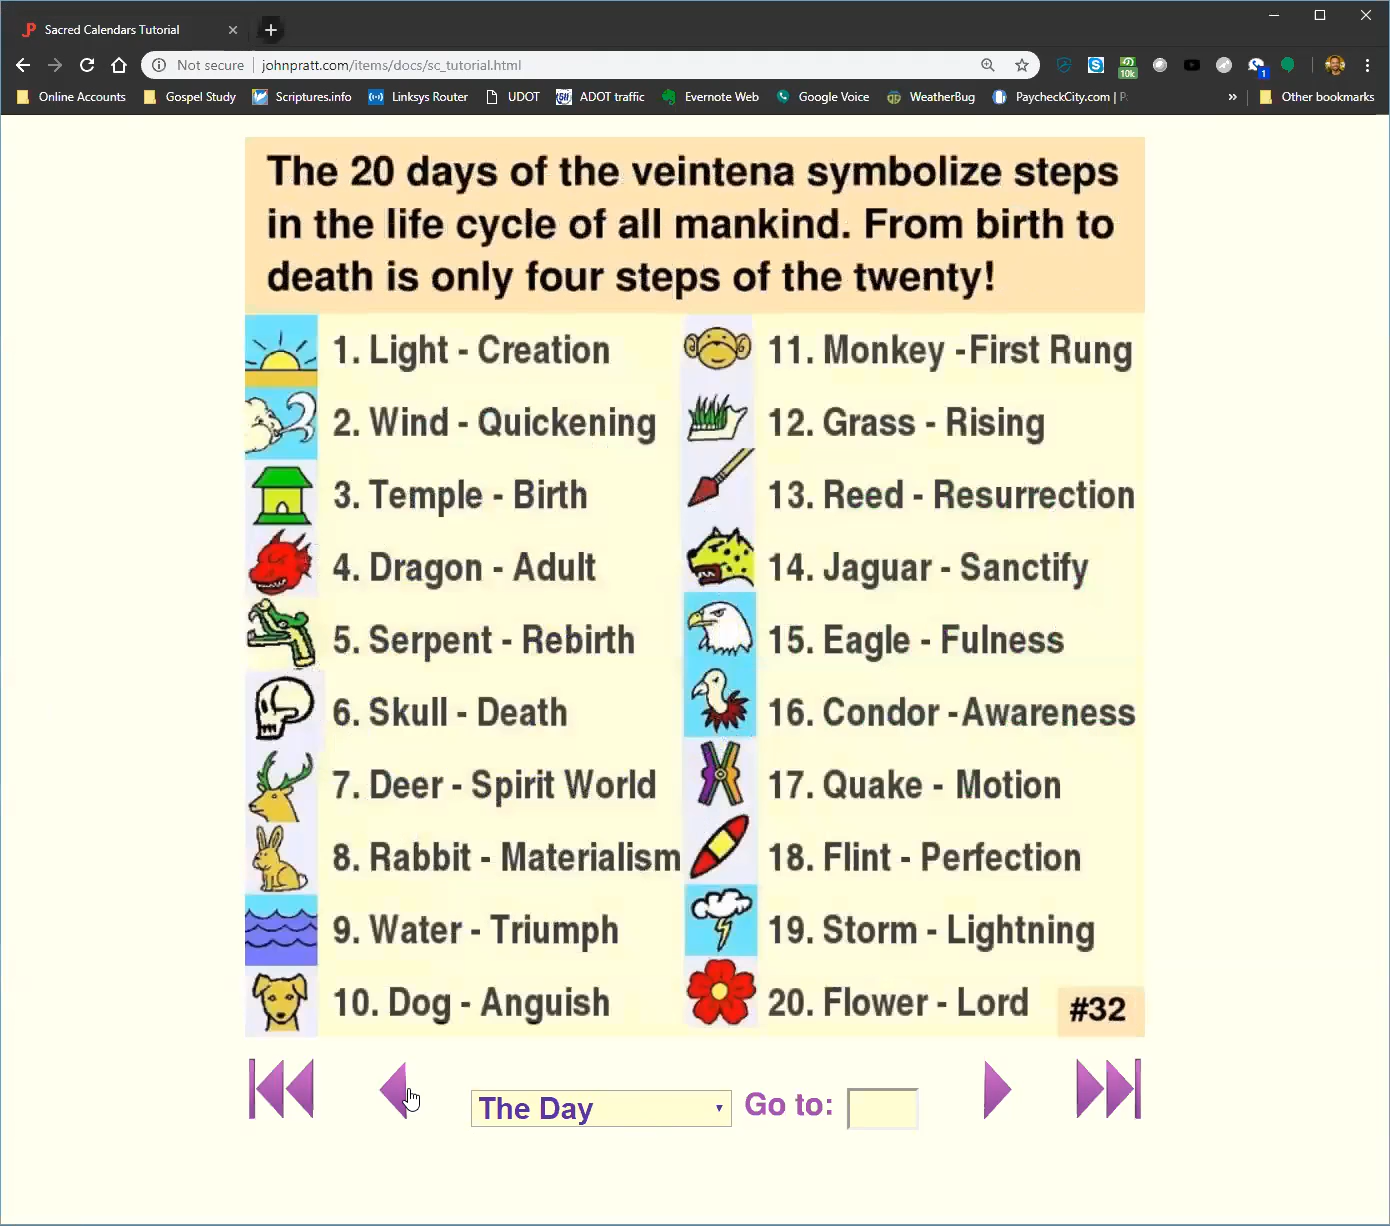 Sacred Calendars Tutorial
Not secure
johnpratt.com/items/docs/sc_tutorial.html
10k
1
Online Accounts
Gospel Study
Scriptures.info
Linksys Router
UDOT
ADOT traffic
Evernote Web
Google Voice
WeatherBug
PaycheckCity.com |
»
Other bookmarks
The 20 days of the veintena symbolize steps
in the life cycle of all mankind. From birth to
death is only four steps of the twenty!
1. Light - Creation
2. Wind - Quickening
3. Temple - Birth
4. Dragon - Adult
5. Serpent - Rebirth
6. Skull - Death
7. Deer - Spirit World
8. Rabbit - Materialism
9. Water - Triumph
10. Dog - Anguish
11. Monkey -First Rung
12. Grass - Rising
13. Reed - Resurrection
14. Jaguar - Sanctify
15. Eagle - Fulness
16. Condor -Awareness
17. Quake - Motion
18. Flint - Perfection
19. Storm - Lightning
20. Flower - Lord
#32
The Day
Go to: